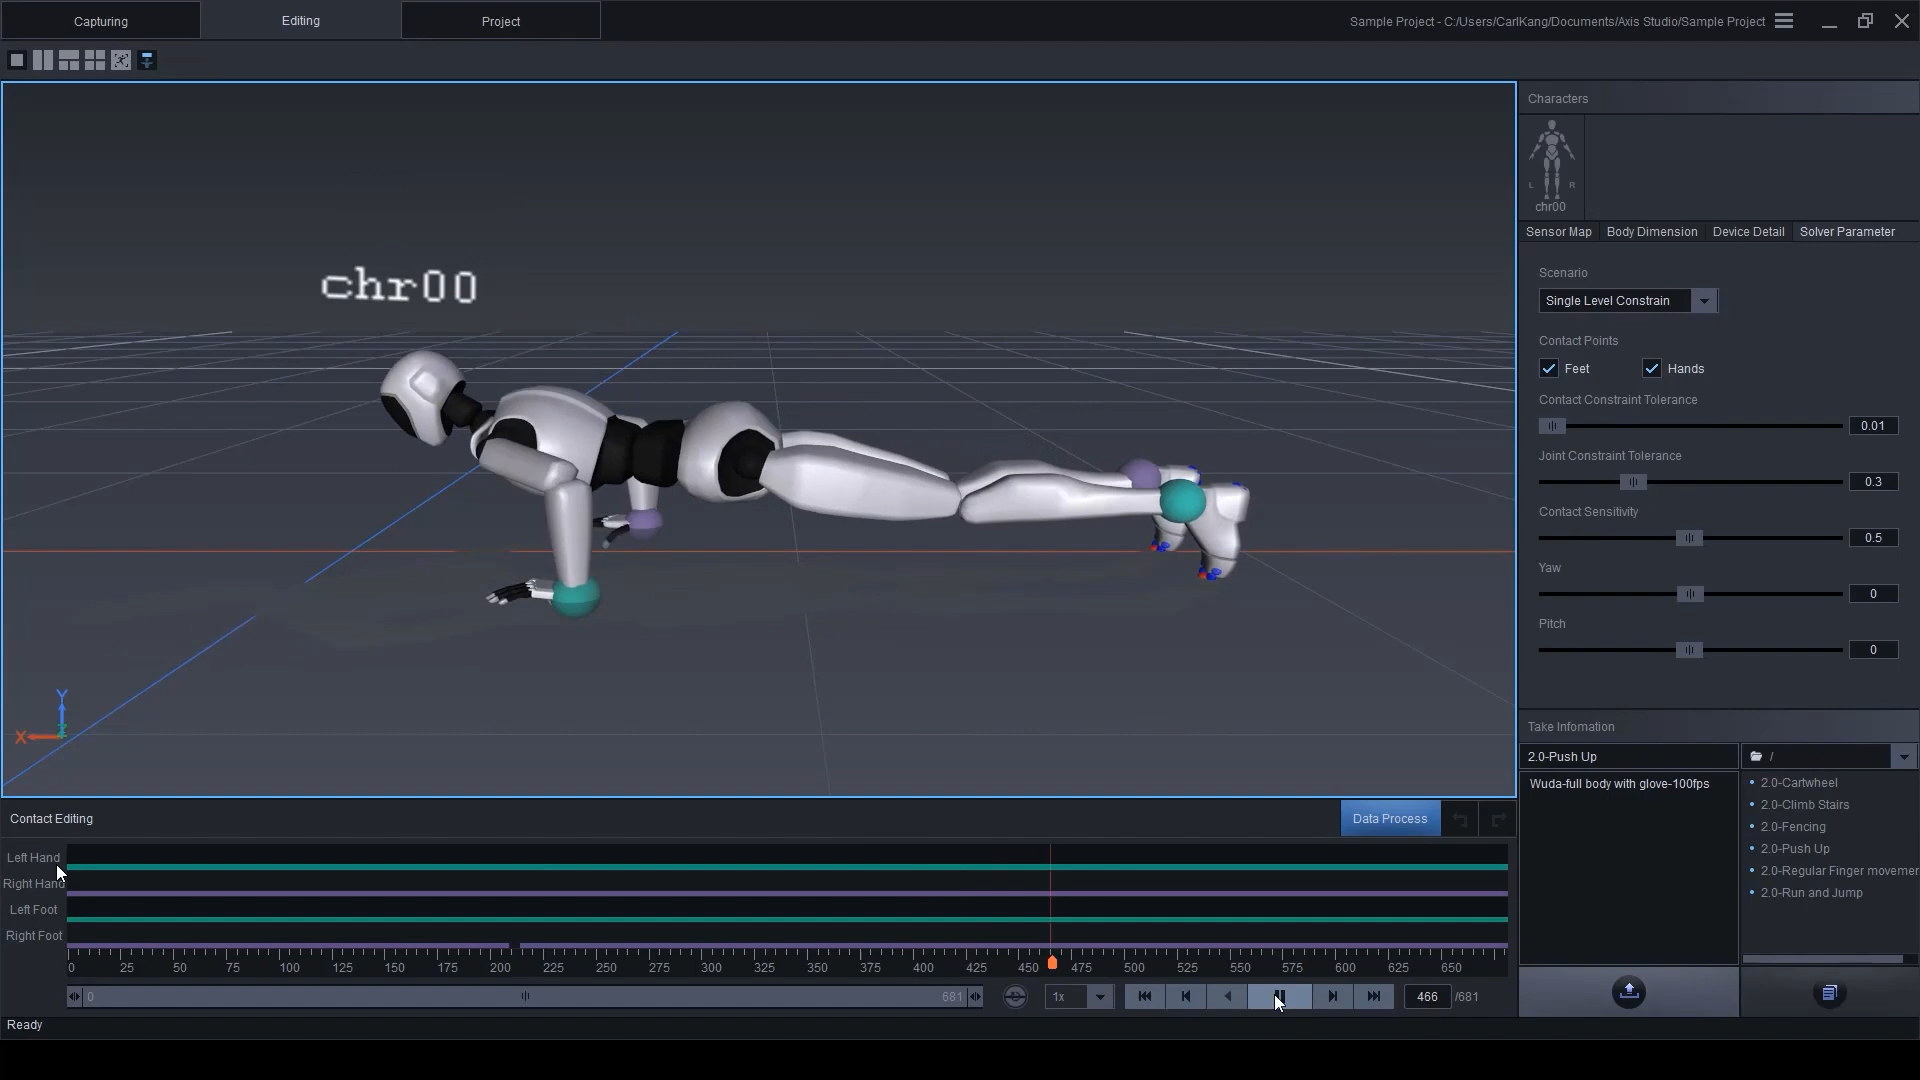 Capturing
Editing
Project
Sample Project - C:/Users/CarlKang/Documents/Axis Studio/Sample Project
Characters
L R
chr00
Sensor Map Body Dimension Device Detail Solver Parameter
Scenario
Single Level Constrain
Contact Points
Feet Hands
Contact Constraint Tolerance
0.01
Joint Constraint Tolerance
0.3
Contact Sensitivity
0.5
Yaw
0
Pitch
0
chr00
Y
Z
X
Take Infomation
2.0-Push Up
/
Wuda-full body with glove-100fps
2.0-Cartwheel
2.0-Climb Stairs
2.0-Fencing
2.0-Push Up
2.0-Regular Finger movemer
2.0-Run and Jump
Contact Editing
Data Process
Left Hand
Right Hand
Left Foot
Right Foot
0 25 50 75 100 125 150 175 200 225 250 275 300 325 350 375 400 425 450 475 500 525 550 575 600 625 650
0 681
1x
466 /681
Ready